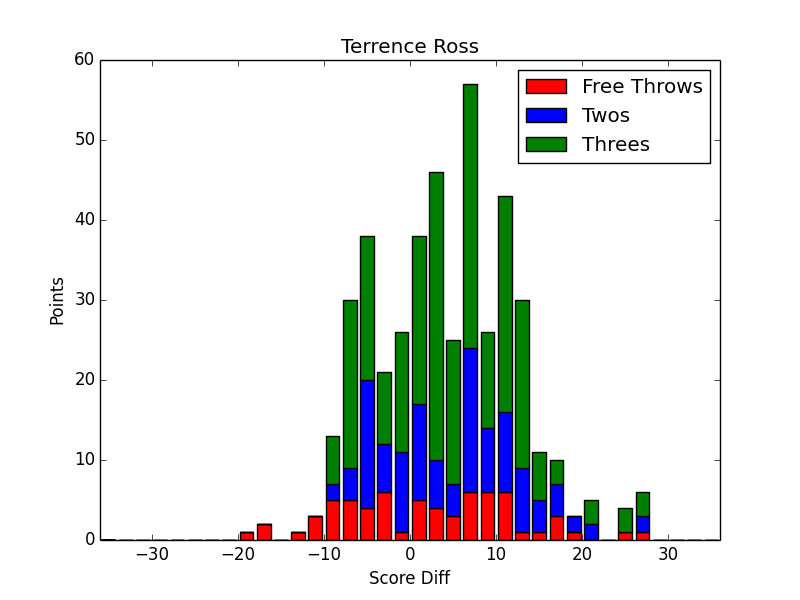 Terrence Ross
60
50
40
30
20
10
0
Points
Free Throws
Twos
Threes
−30 −20 −10 0 10 20 30
Score Diff